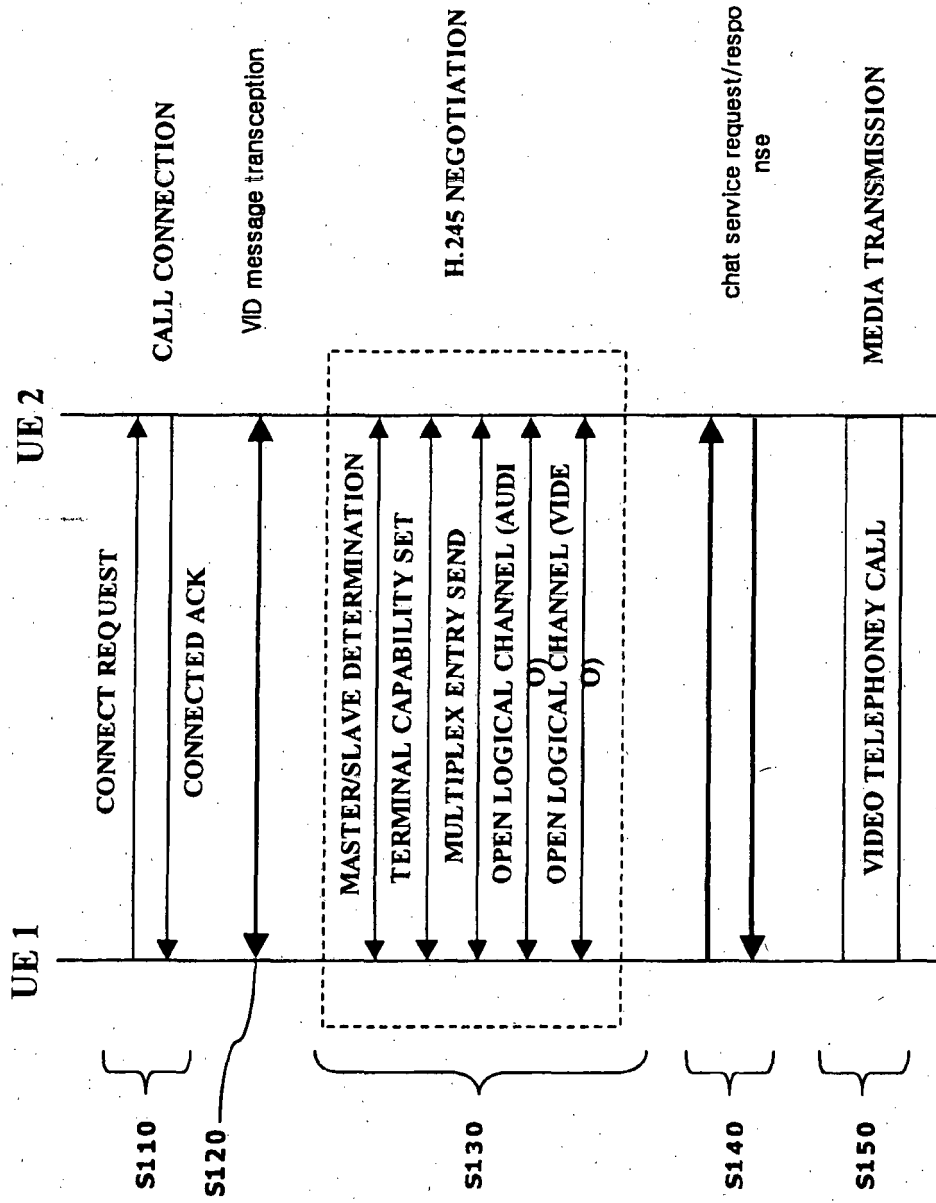 UE 1
UE 2
S110
CONNECT REQUEST
CONNECTED ACK
CALL CONNECTION
S120
VID message transception
S130
MASTER/SLAVE DETERMINATION
TERMINAL CAPABILITY SET
MULTIPLEX ENTRY SEND
OPEN LOGICAL CHANNEL (AUDI
O)
OPEN LOGICAL CHANNEL (VIDE
O)
H.245 NEGOTIATION
S140
chat service request/respo
nse
S150
VIDEO TELEPHONEY CALL
MEDIA TRANSMISSION